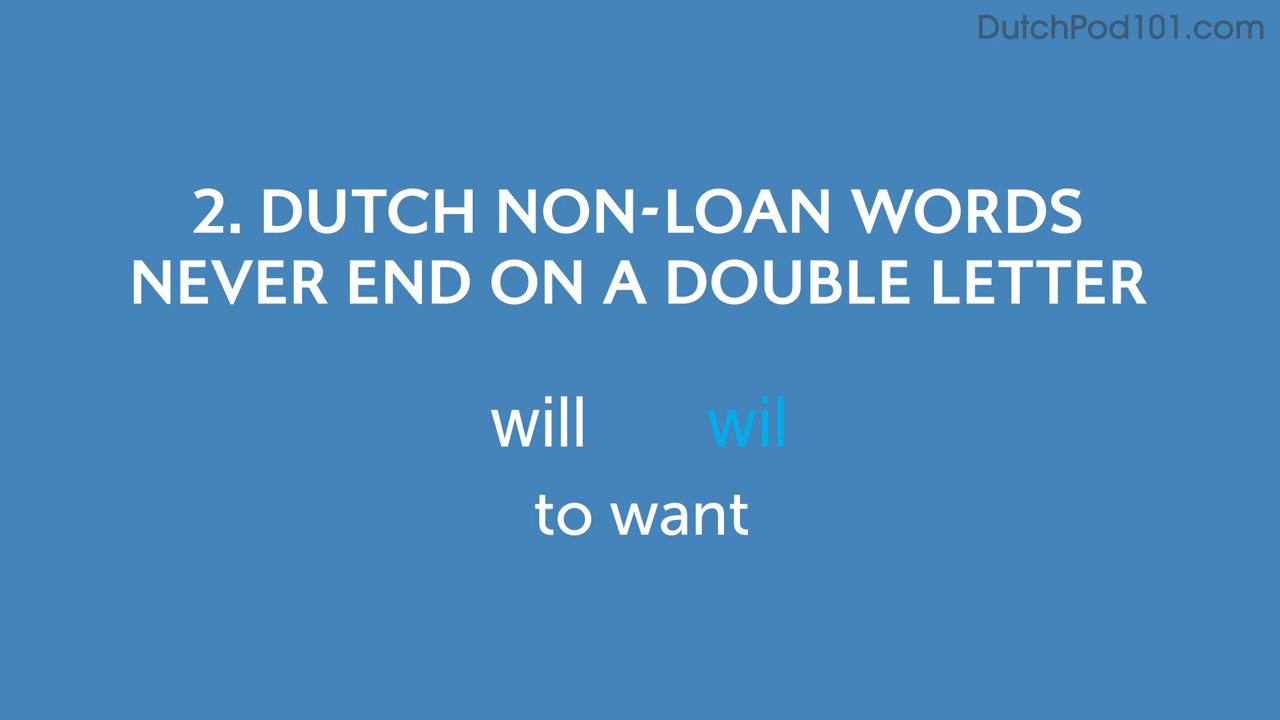 DutchPod101.com
2. DUTCH NON-LOAN WORDS
NEVER END ON A DOUBLE LETTER
will wil
to want